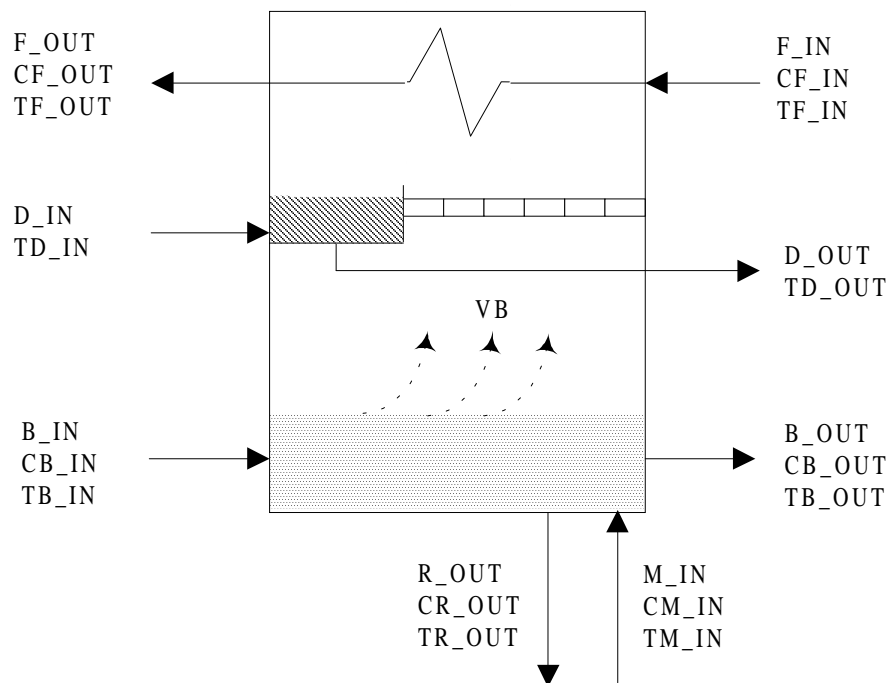 F_OUT
CF_OUT
TF_OUT
F_IN
CF_IN
TF_IN
D_IN
TD_IN
D_OUT
TD_OUT
VB
B_IN
CB_IN
TB_IN
B_OUT
CB_OUT
TB_OUT
R_OUT
CR_OUT
TR_OUT
M_IN
CM_IN
TM_IN